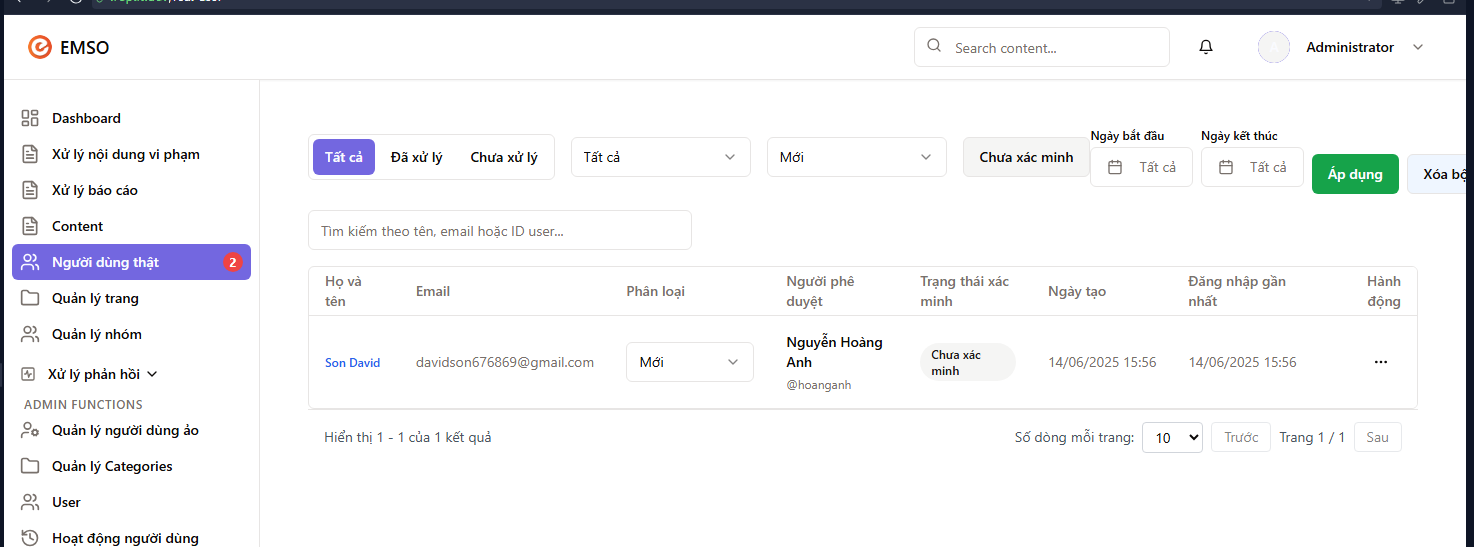 EMSO
Search content...
Administrator
Dashboard
Xử lý nội dung vi phạm
Xử lý báo cáo
Content
Người dùng thật 2
Quản lý trang
Quản lý nhóm
Xử lý phản hồi
ADMIN FUNCTIONS
Quản lý người dùng ảo
Quản lý Categories
User
Hoạt động người dùng
Ngày bắt đầu Ngày kết thúc
Tất cả Đã xử lý Chưa xử lý Tất cả Mới Chưa xác minh Tất cả Tất cả Áp dụng Xóa bộ
Tìm kiếm theo tên, email hoặc ID user...
Họ và tên
Email
Phân loại
Người phê duyệt
Trạng thái xác minh
Ngày tạo
Đăng nhập gần nhất
Hành động
Son David
davidson676869@gmail.com
Mới
Nguyễn Hoàng
Anh
@hoanganh
Chưa xác
minh
14/06/2025 15:56
14/06/2025 15:56
Hiển thị 1 - 1 của 1 kết quả
Số dòng mỗi trang: 10 Trước Trang 1 / 1 Sau